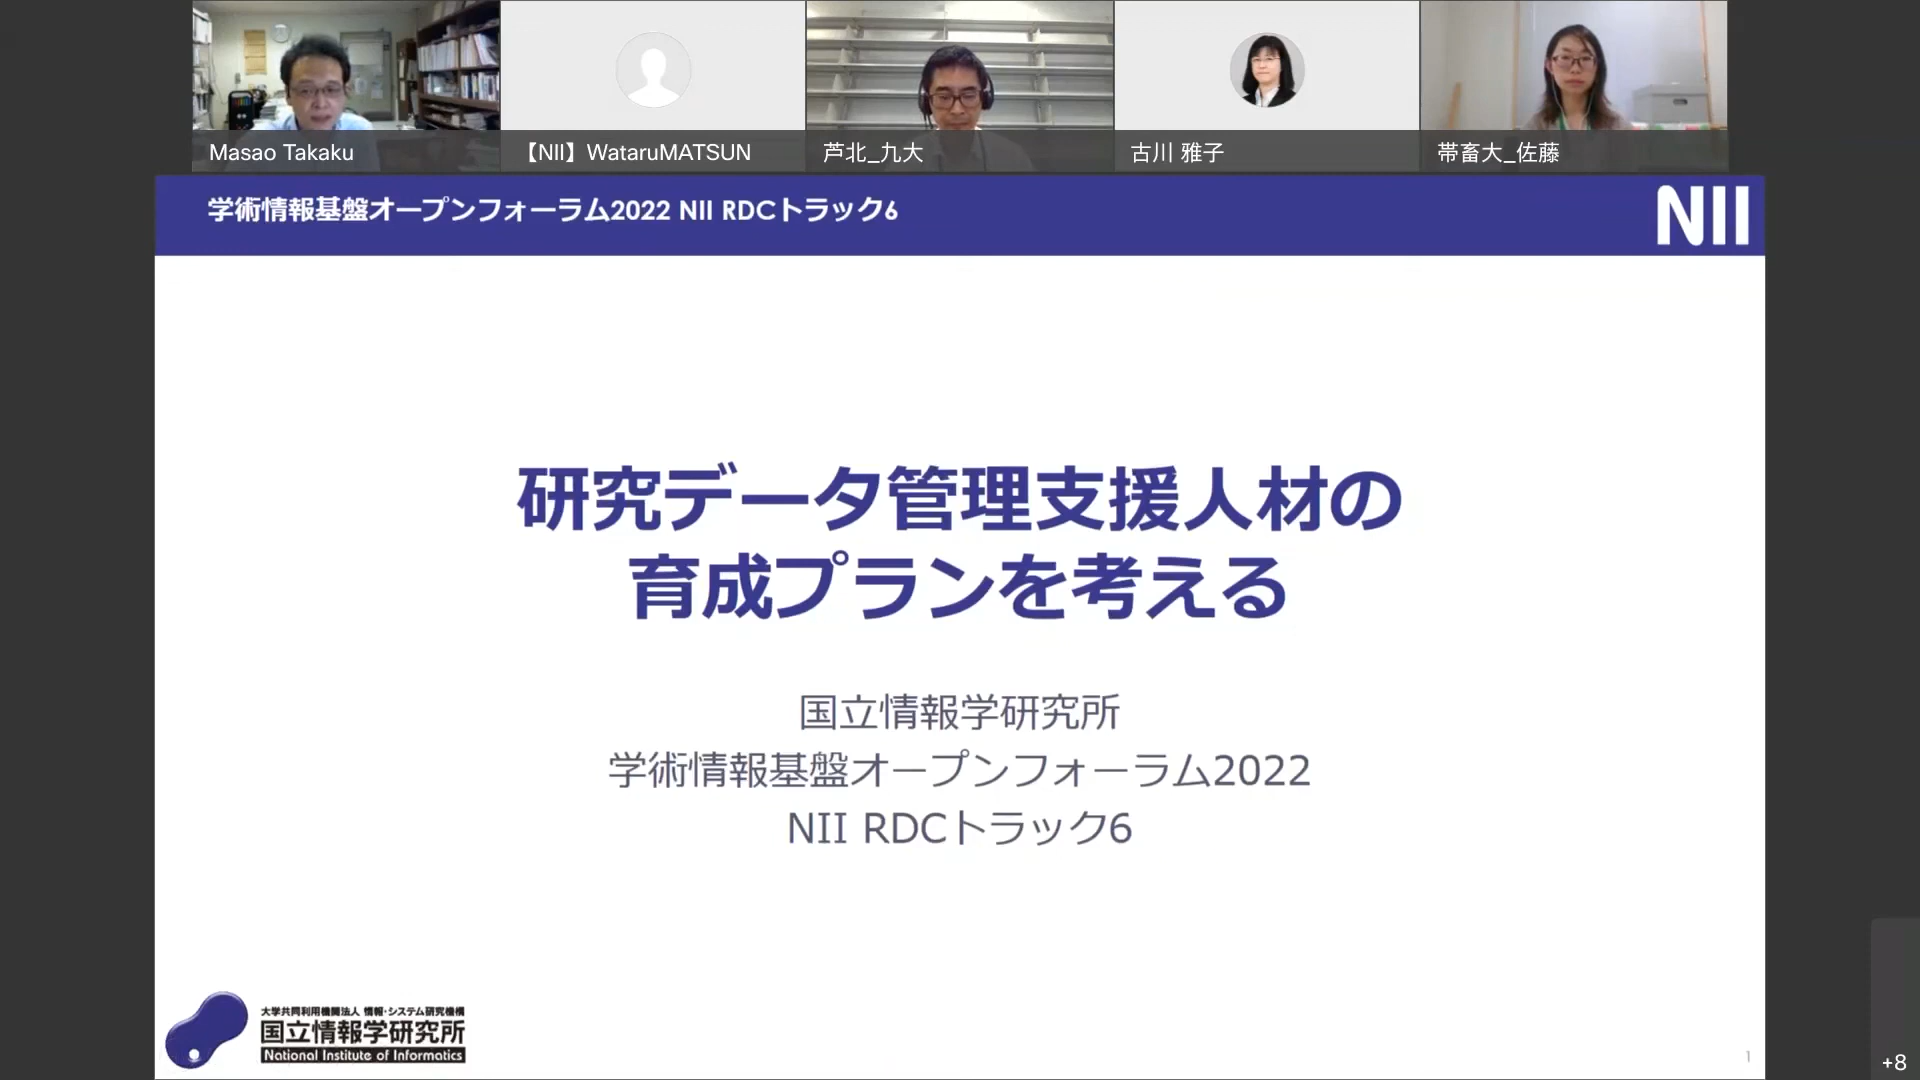 Masao Takaku
【NII】WataruMATSUN
芦北_九大
古川 雅子
帯畜大_佐藤
学術情報基盤オープンフォーラム2022 NII RDCトラック6
NII
研究データ管理支援人材の
育成プランを考える
国立情報学研究所
学術情報基盤オープンフォーラム2022
NII RDCトラック6
大学共同利用機関法人 情報・システム研究機構
国立情報学研究所
National Institute of Informatics
1
+8